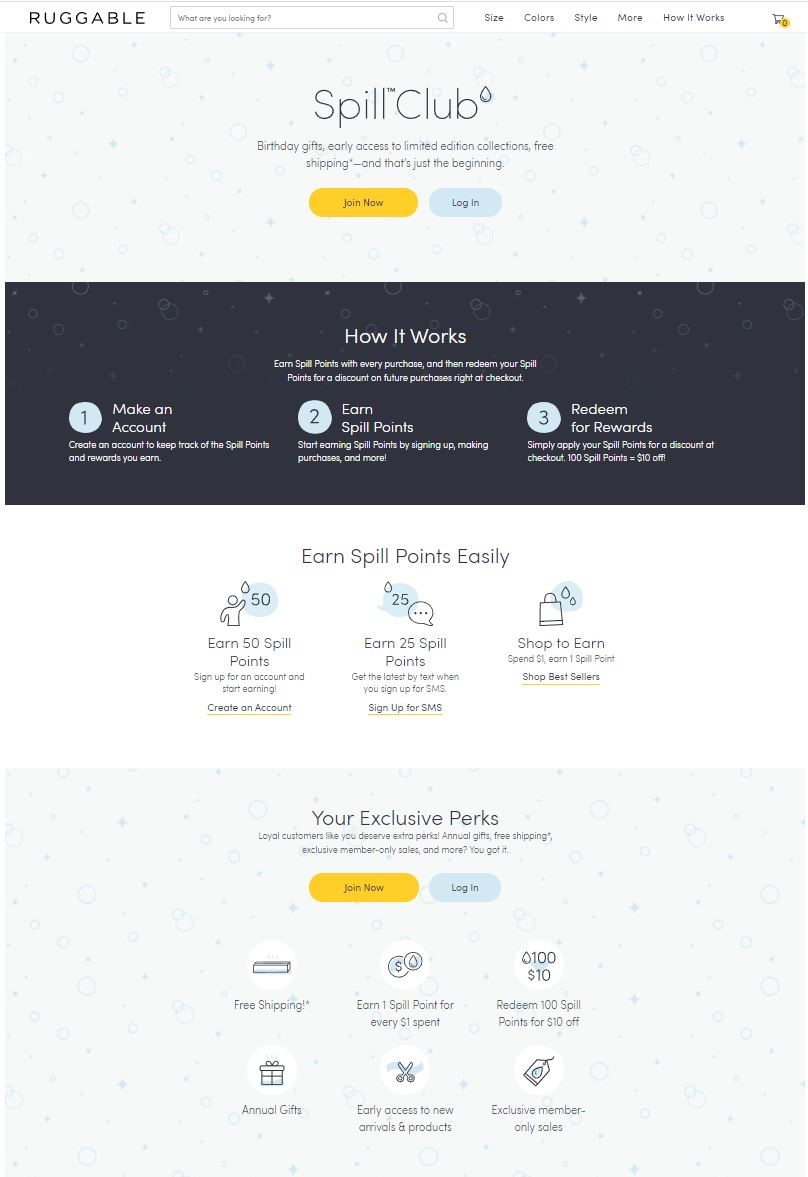 RUGGABLE
What are you looking for?
Size Colors Style More How It Works
0
Spill™Club
Birthday gifts, early access to limited edition collections, free
shipping*—and that's just the beginning.
Join Now Log In
How It Works
Earn Spill Points with every purchase, and then redeem your Spill
Points for a discount on future purchases right at checkout.
1 Make an
Account
Create an account to keep track of the Spill Points
and rewards you earn.
2 Earn
Spill Points
Start earning Spill Points by signing up, making
purchases, and more!
3 Redeem
for Rewards
Simply apply your Spill Points for a discount at
checkout. 100 Spill Points = $10 off!
Earn Spill Points Easily
50
Earn 50 Spill
Points
Sign up for an account and
start earning!
Create an Account
25
Earn 25 Spill
Points
Get the latest by text when
you sign up for SMS.
Sign Up for SMS
Shop to Earn
Spend $1, earn 1 Spill Point
Shop Best Sellers
Your Exclusive Perks
Loyal customers like you deserve extra perks! Annual gifts, free shipping*,
exclusive member-only sales, and more? You got it.
Join Now Log In
Free Shipping!*
$
Earn 1 Spill Point for
every $1 spent
100
$10
Redeem 100 Spill
Points for $10 off
Annual Gifts
Early access to new
arrivals & products
Exclusive member-
only sales